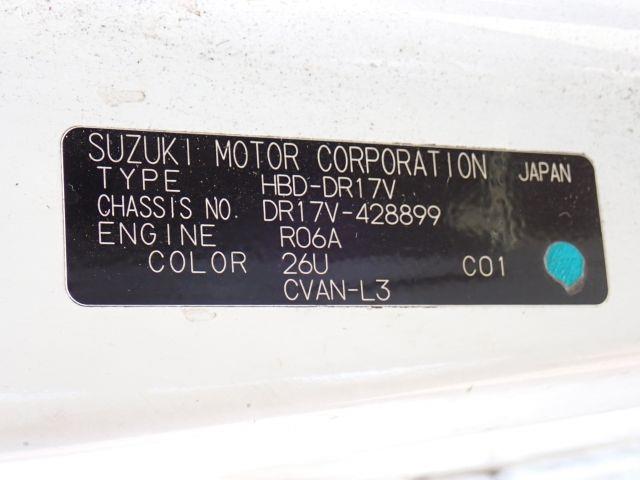 SUZUKI MOTOR CORPORATION JAPAN
TYPE HBD-DR17V
CHASSIS NO. DR17V-428899
ENGINE R06A
COLOR 26U C01
CVAN-L3